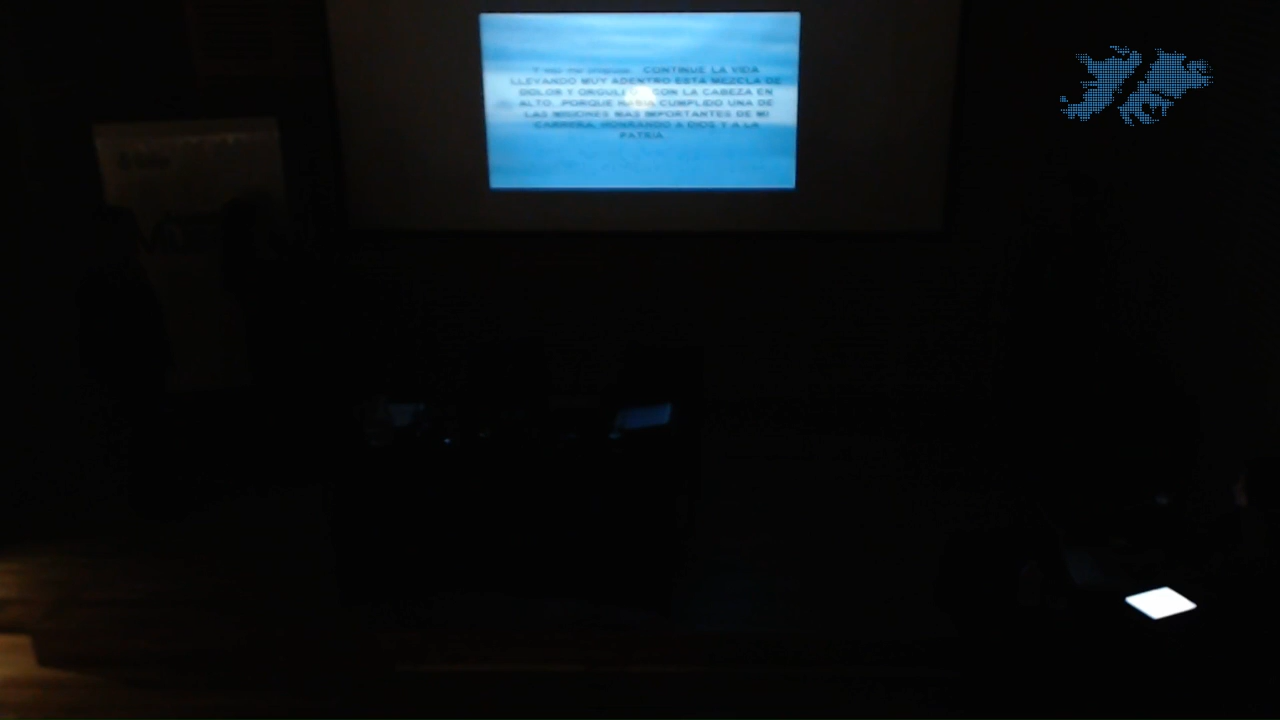 CONTINUE LA VIDA
LLEVANDO MUY ADENTRO ESTA MEZCLA DE
DOLOR Y ORGULLO CON LA CABEZA EN
ALTO. PORQUE HABIA CUMPLIDO UNA DE
LAS MISIONES MAS IMPORTANTES DE MI
CARRERA, HONRANDO A DIOS Y A LA
PATRIA